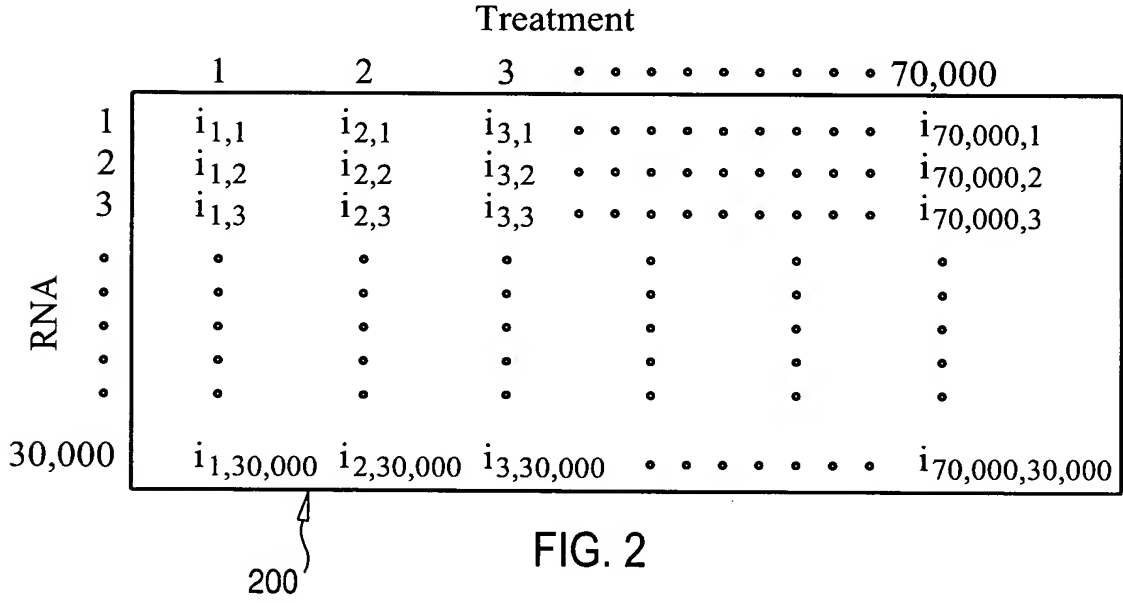 Treatment
1 2 3 • • • • • • • • • 70,000
1 i1,1 i2,1 i3,1 • • • • • • • • • i70,000,1
2 i1,2 i2,2 i3,2 • • • • • • • • • i70,000,2
3 i1,3 i2,3 i3,3 • • • • • • • • • i70,000,3
RNA
30,000 i1,30,000 i2,30,000 i3,30,000 • • • • • • • i70,000,30,000
200
FIG. 2